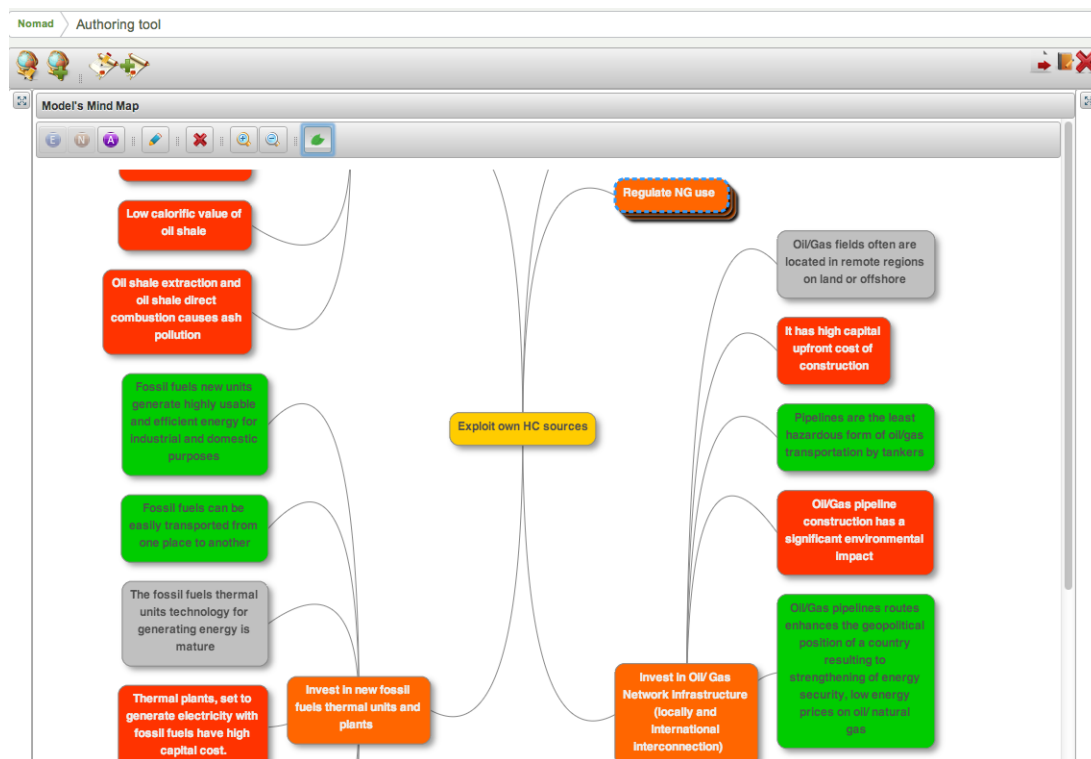 Nomad
Authoring tool
Model's Mind Map
E
N
A
Regulate NG use
Low calorific value of
oil shale
Oil shale extraction and
oil shale direct
combustion causes ash
pollution
Fossil fuels new units
generate highly usable
and efficient energy for
industrial and domestic
purposes
Fossil fuels can be
easily transported from
one place to another
The fossil fuels thermal
units technology for
generating energy is
mature
Thermal plants, set to
generate electricity with
fossil fuels have high
capital cost.
Invest in new fossil
fuels thermal units and
plants
Exploit own HC sources
Oil/Gas fields often are
located in remote regions
on land or offshore
It has high capital
upfront cost of
construction
Pipelines are the least
hazardous form of oil/gas
transportation by tankers
Oil/Gas pipeline
construction has a
significant environmental
impact
Oil/Gas pipelines routes
enhances the geopolitical
position of a country
resulting to
strengthening of energy
security, low energy
prices on oil/ natural
gas
Invest in Oil/ Gas
Network Infrastructure
(locally and
International
Interconnection)